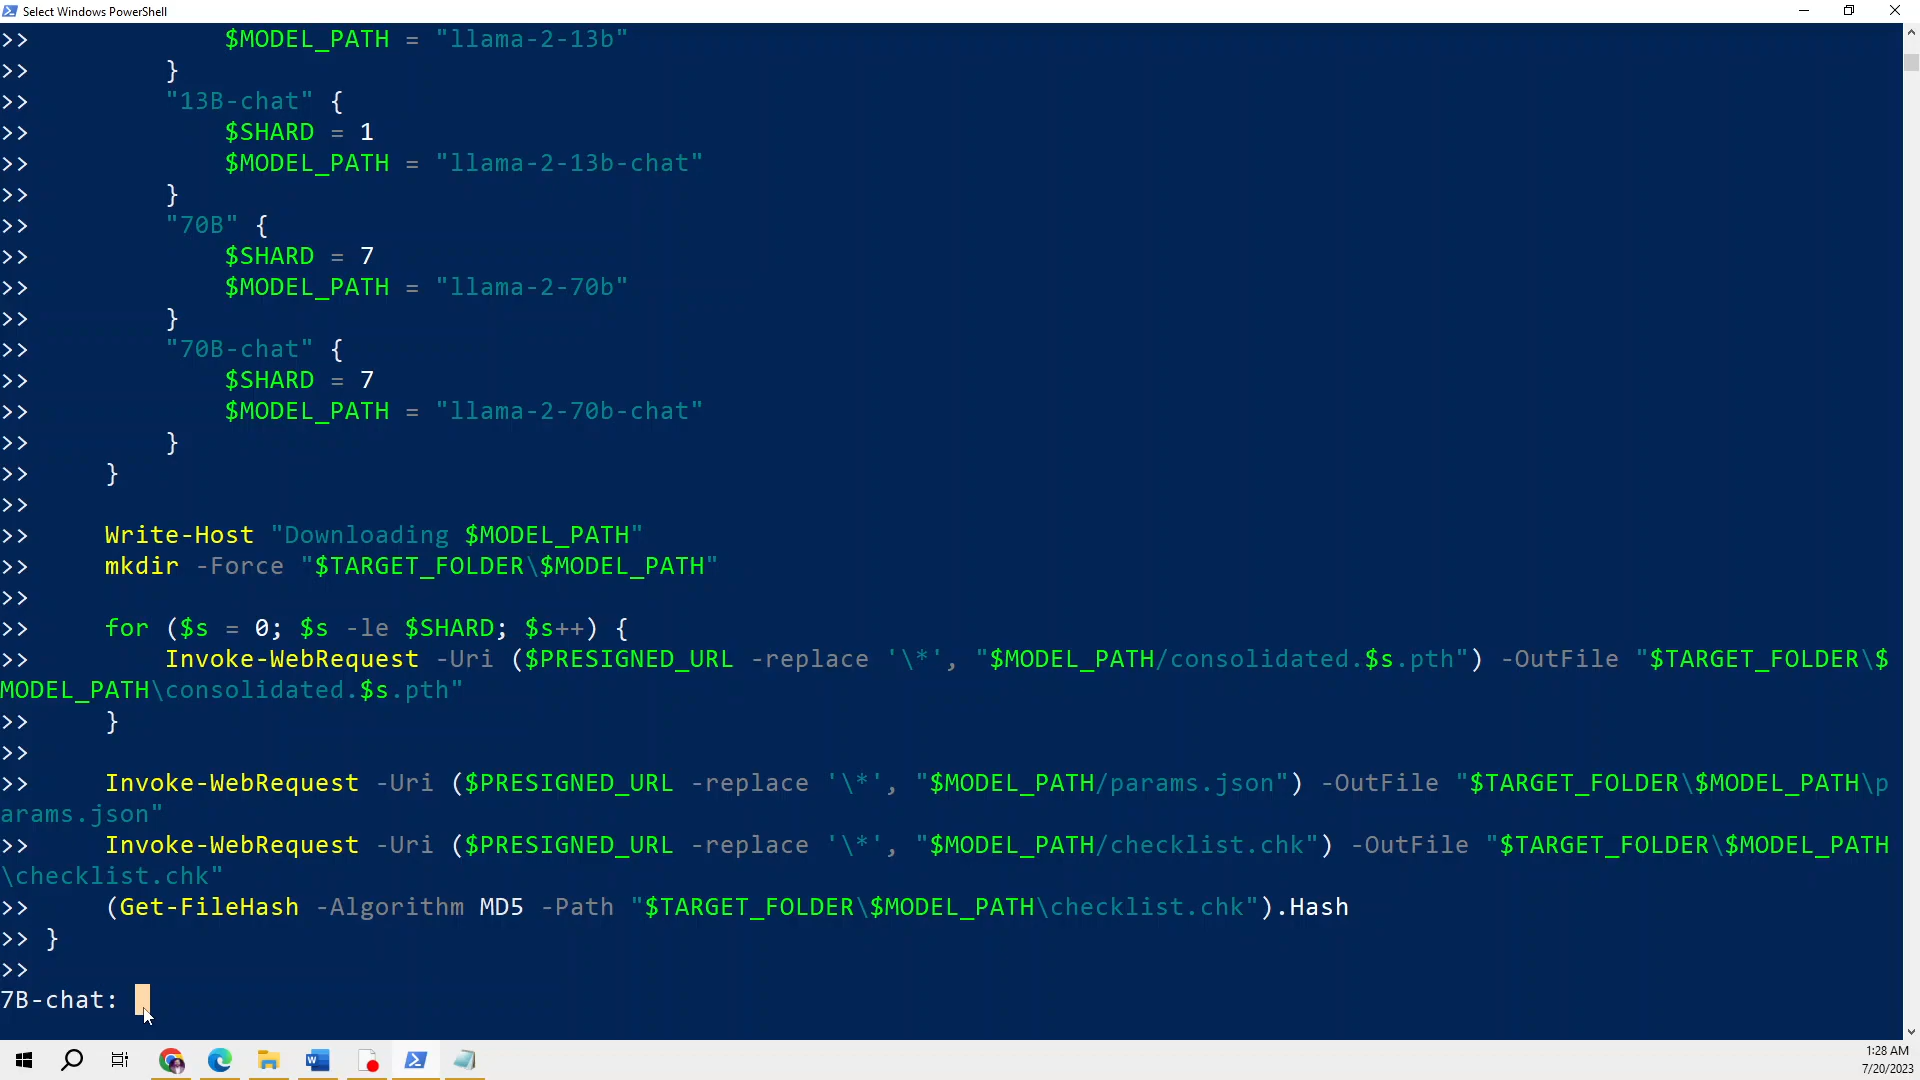 Select Windows PowerShell
>>             $MODEL_PATH = "llama-2-13b"
>>         }
>>         "13B-chat" {
>>             $SHARD = 1
>>             $MODEL_PATH = "llama-2-13b-chat"
>>         }
>>         "70B" {
>>             $SHARD = 7
>>             $MODEL_PATH = "llama-2-70b"
>>         }
>>         "70B-chat" {
>>             $SHARD = 7
>>             $MODEL_PATH = "llama-2-70b-chat"
>>         }
>>     }
>>
>>     Write-Host "Downloading $MODEL_PATH"
>>     mkdir -Force "$TARGET_FOLDER\$MODEL_PATH"
>>
>>     for ($s = 0; $s -le $SHARD; $s++) {
>>         Invoke-WebRequest -Uri ($PRESIGNED_URL -replace '\*', "$MODEL_PATH/consolidated.$s.pth") -OutFile "$TARGET_FOLDER\$
MODEL_PATH\consolidated.$s.pth"
>>     }
>>
>>     Invoke-WebRequest -Uri ($PRESIGNED_URL -replace '\*', "$MODEL_PATH/params.json") -OutFile "$TARGET_FOLDER\$MODEL_PATH\p
arams.json"
>>     Invoke-WebRequest -Uri ($PRESIGNED_URL -replace '\*', "$MODEL_PATH/checklist.chk") -OutFile "$TARGET_FOLDER\$MODEL_PATH
\checklist.chk"
>>     (Get-FileHash -Algorithm MD5 -Path "$TARGET_FOLDER\$MODEL_PATH\checklist.chk").Hash
>> }
>>
7B-chat:
1:28 AM
7/20/2023